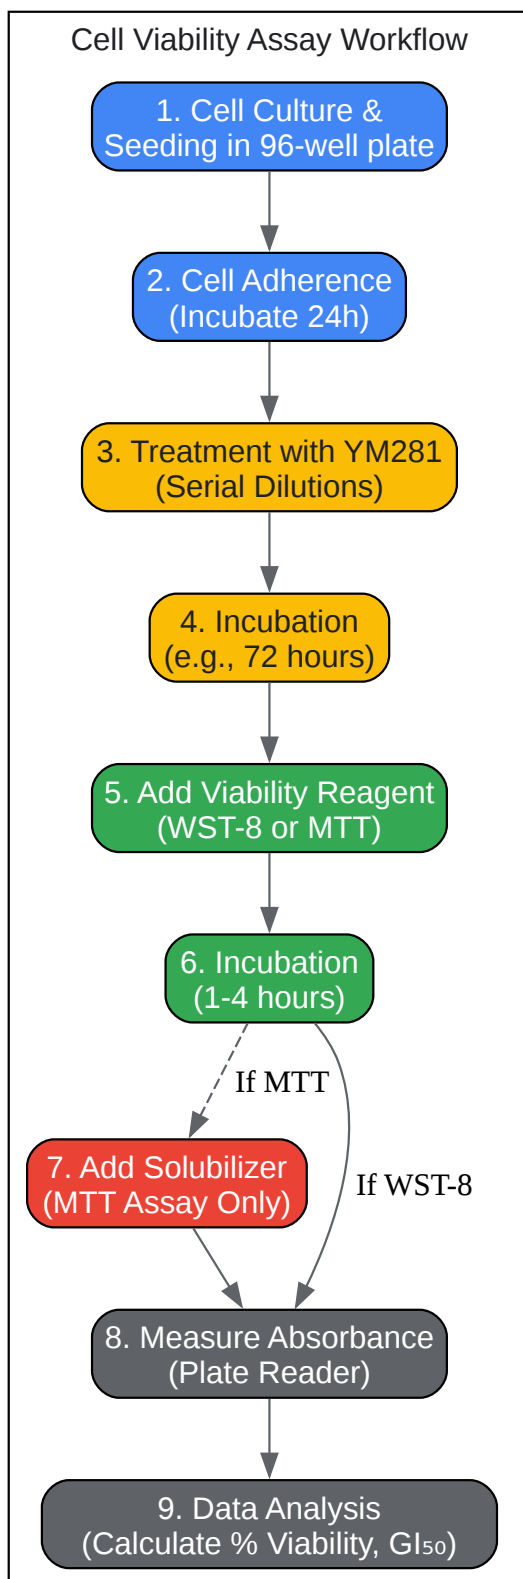 Cell Viability Assay Workflow
1. Cell Culture &
Seeding in 96-well plate
2. Cell Adherence
(Incubate 24h)
3. Treatment with YM281
(Serial Dilutions)
4. Incubation
(e.g., 72 hours)
5. Add Viability Reagent
(WST-8 or MTT)
6. Incubation
(1-4 hours)
If MTT
7. Add Solubilizer
(MTT Assay Only)
If WST-8
8. Measure Absorbance
(Plate Reader)
9. Data Analysis
(Calculate % Viability, GI₅₀)